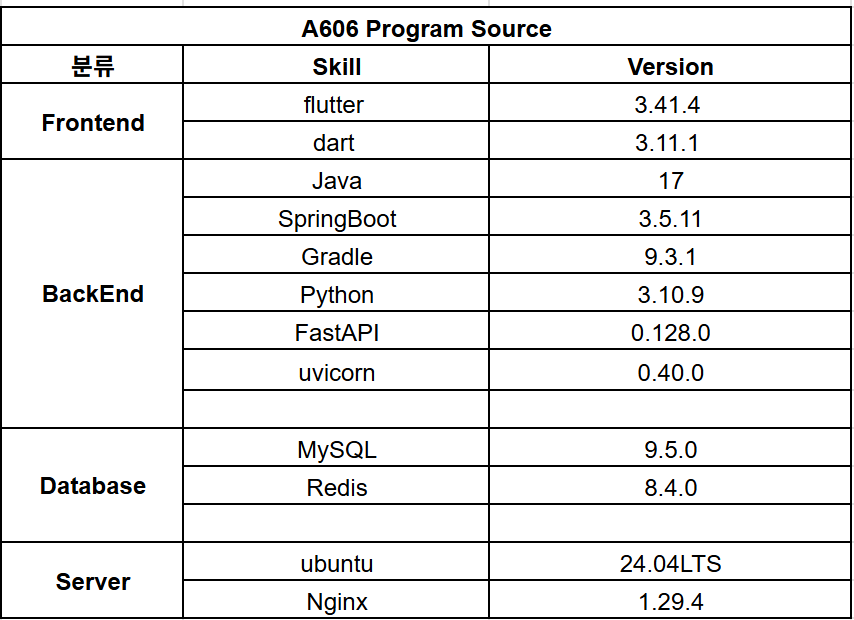 A606 Program Source
분류 Skill Version
Frontend flutter 3.41.4
dart 3.11.1
BackEnd Java 17
SpringBoot 3.5.11
Gradle 9.3.1
Python 3.10.9
FastAPI 0.128.0
uvicorn 0.40.0
Database MySQL 9.5.0
Redis 8.4.0
Server ubuntu 24.04LTS
Nginx 1.29.4